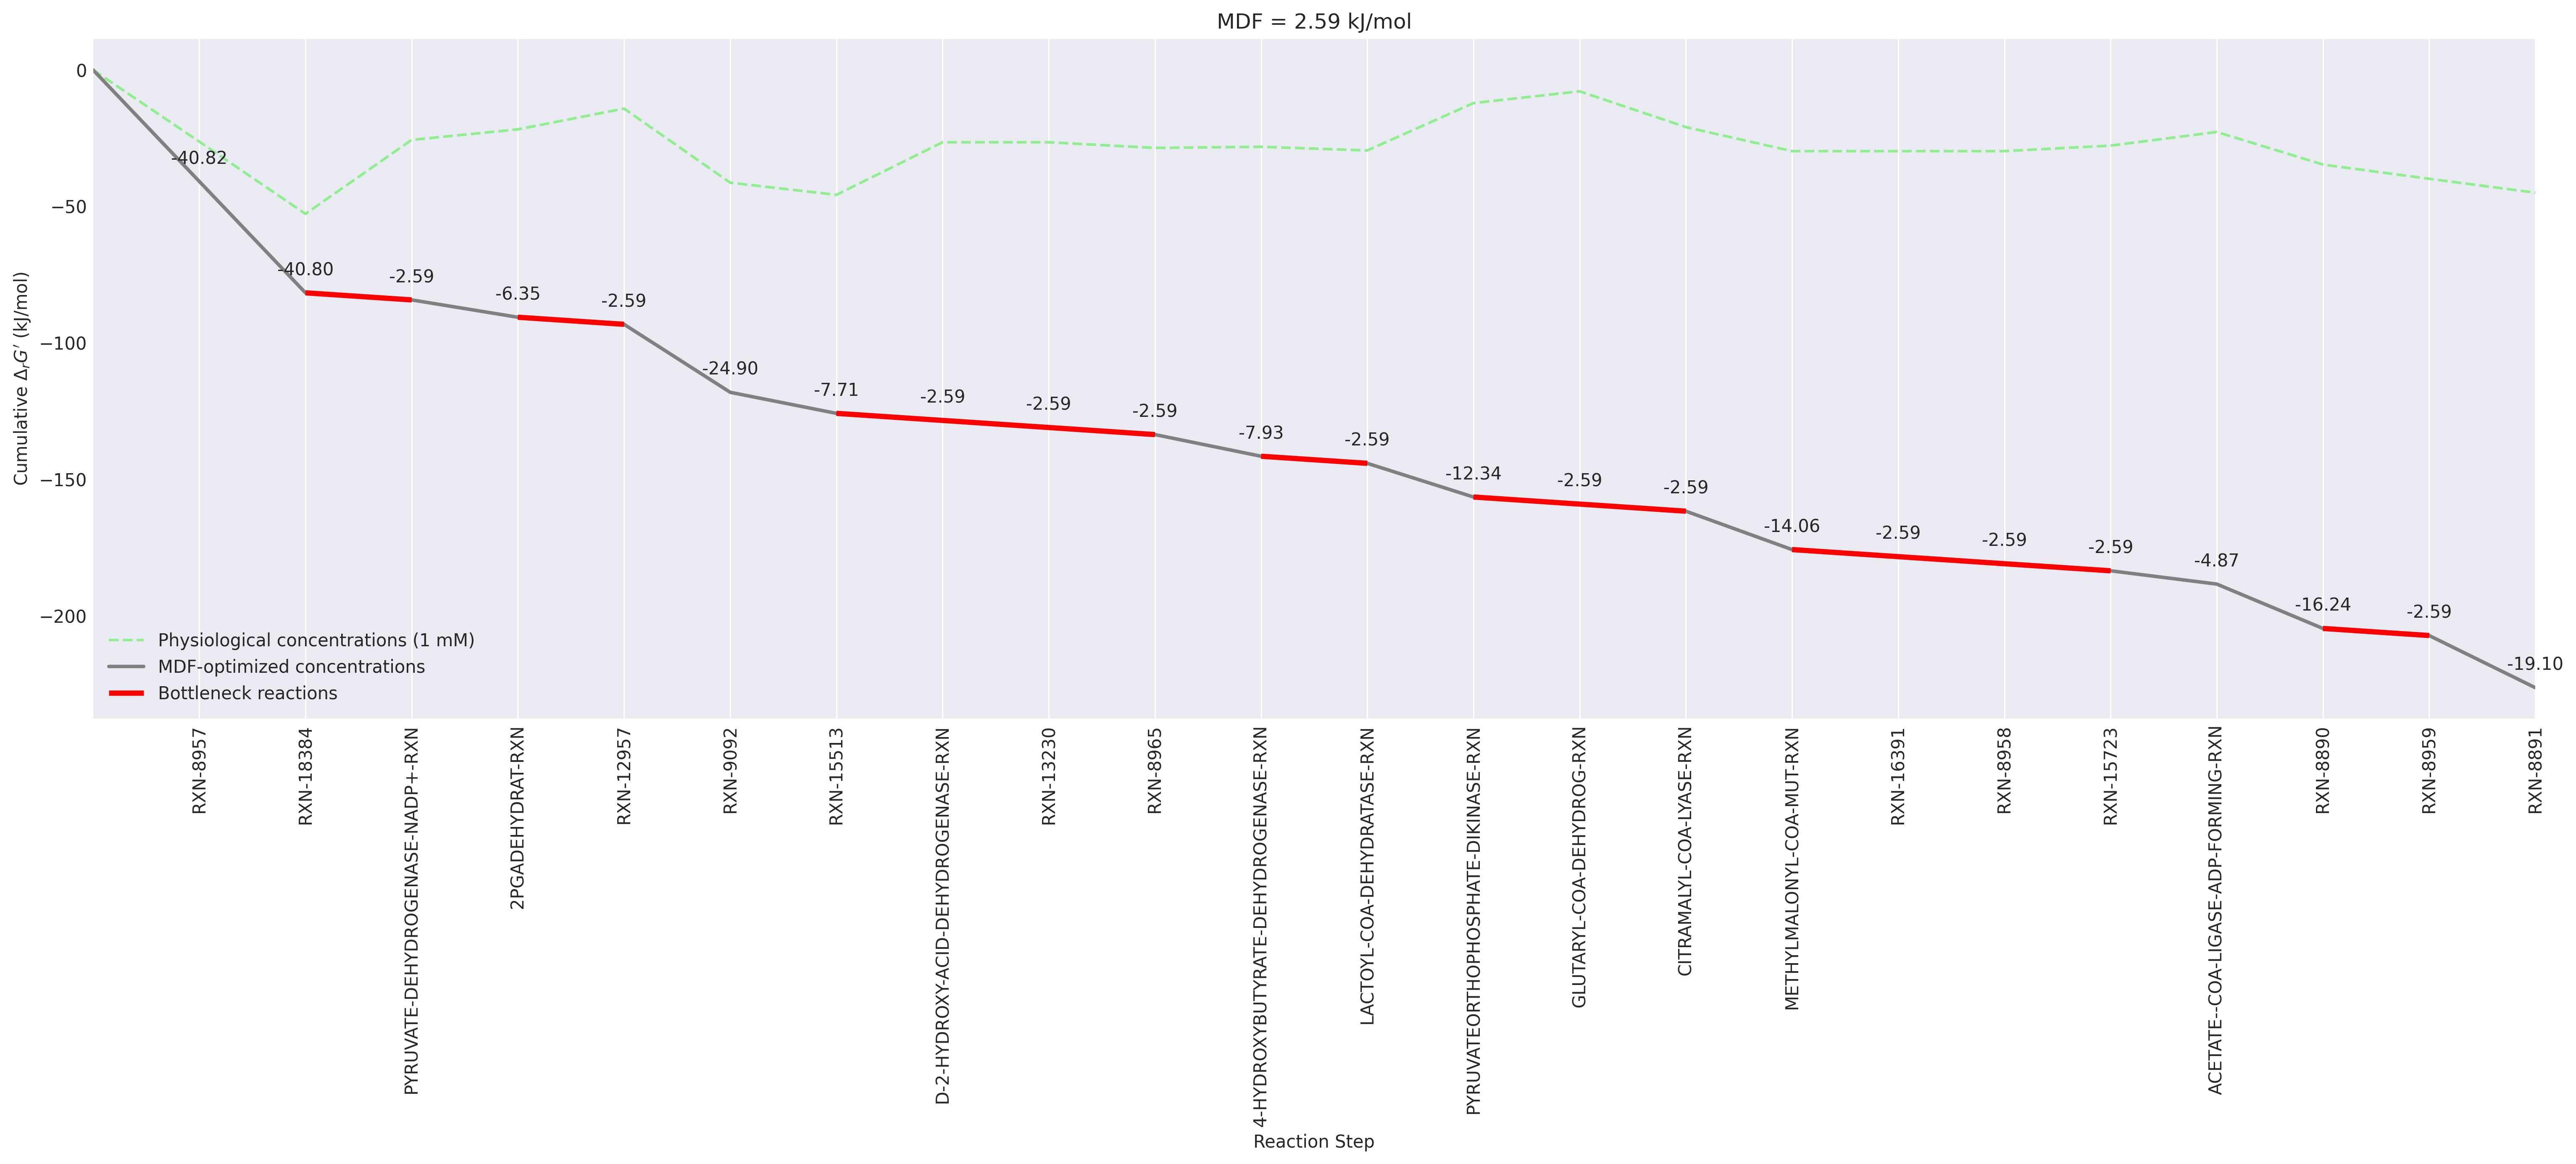 MDF = 2.59 kJ/mol
Cumulative ΔrG′ (kJ/mol)
0
−50
−100
−150
−200
-40.82
-40.80
-2.59
-6.35
-2.59
-24.90
-7.71
-2.59
-2.59
-2.59
-7.93
-2.59
-12.34
-2.59
-2.59
-14.06
-2.59
-2.59
-2.59
-4.87
-16.24
-2.59
-19.10
Physiological concentrations (1 mM)
MDF-optimized concentrations
Bottleneck reactions
RXN-8957
RXN-18384
PYRUVATE-DEHYDROGENASE-NADP+-RXN
2PGADEHYDRAT-RXN
RXN-12957
RXN-9092
RXN-15513
D-2-HYDROXY-ACID-DEHYDROGENASE-RXN
RXN-13230
RXN-8965
4-HYDROXYBUTYRATE-DEHYDROGENASE-RXN
LACTOYL-COA-DEHYDRATASE-RXN
PYRUVATEORTHOPHOSPHATE-DIKINASE-RXN
GLUTARYL-COA-DEHYDROG-RXN
CITRAMALYL-COA-LYASE-RXN
METHYLMALONYL-COA-MUT-RXN
RXN-16391
RXN-8958
RXN-15723
ACETATE--COA-LIGASE-ADP-FORMING-RXN
RXN-8890
RXN-8959
RXN-8891
Reaction Step